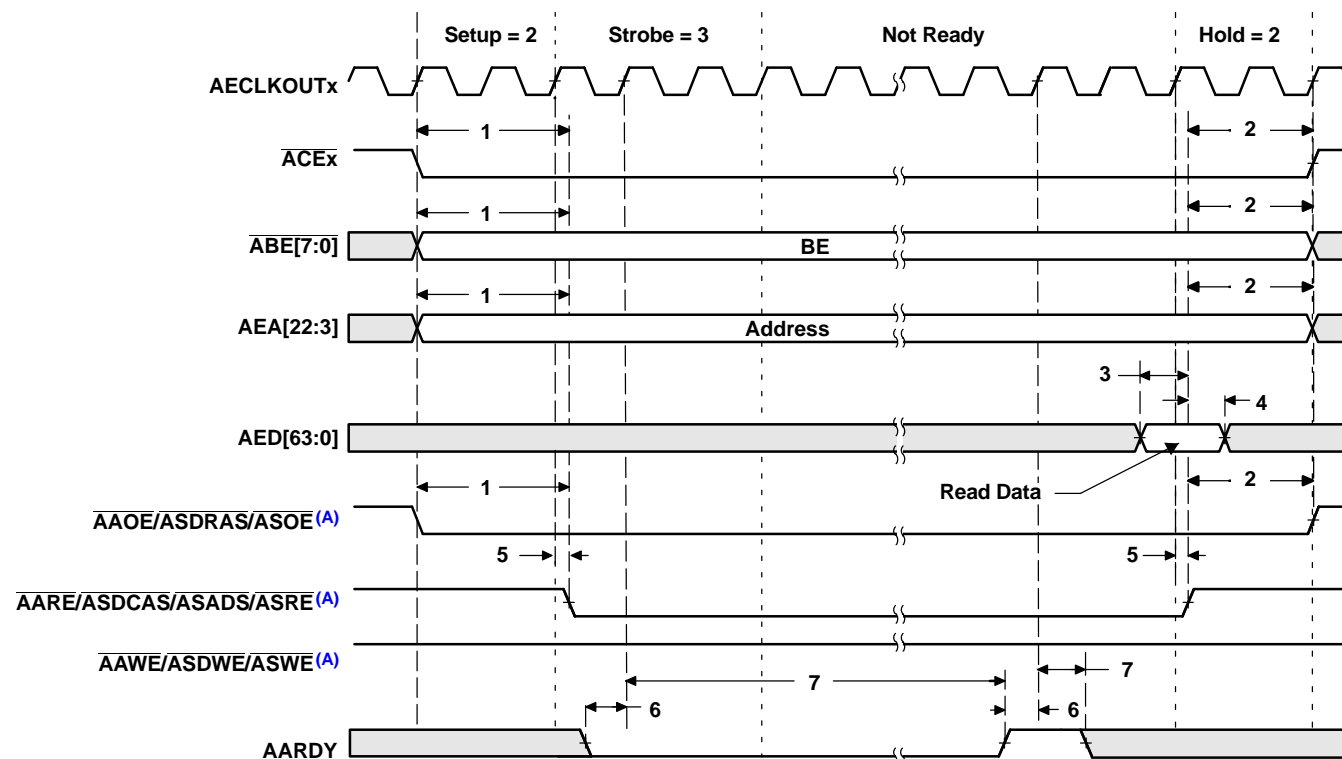 Setup = 2 Strobe = 3 Not Ready Hold = 2
AECLKOUTx
1 2
ACEx
1 2
ABE[7:0] BE
1 2
AEA[22:3] Address
3
4
AED[63:0]
Read Data
1 2
AAOE/ASDRAS/ASOE(A)
5 5
AARE/ASDCAS/ASADS/ASRE(A)
AAWE/ASDWE/ASWE(A)
7 7
6 6
AARDY